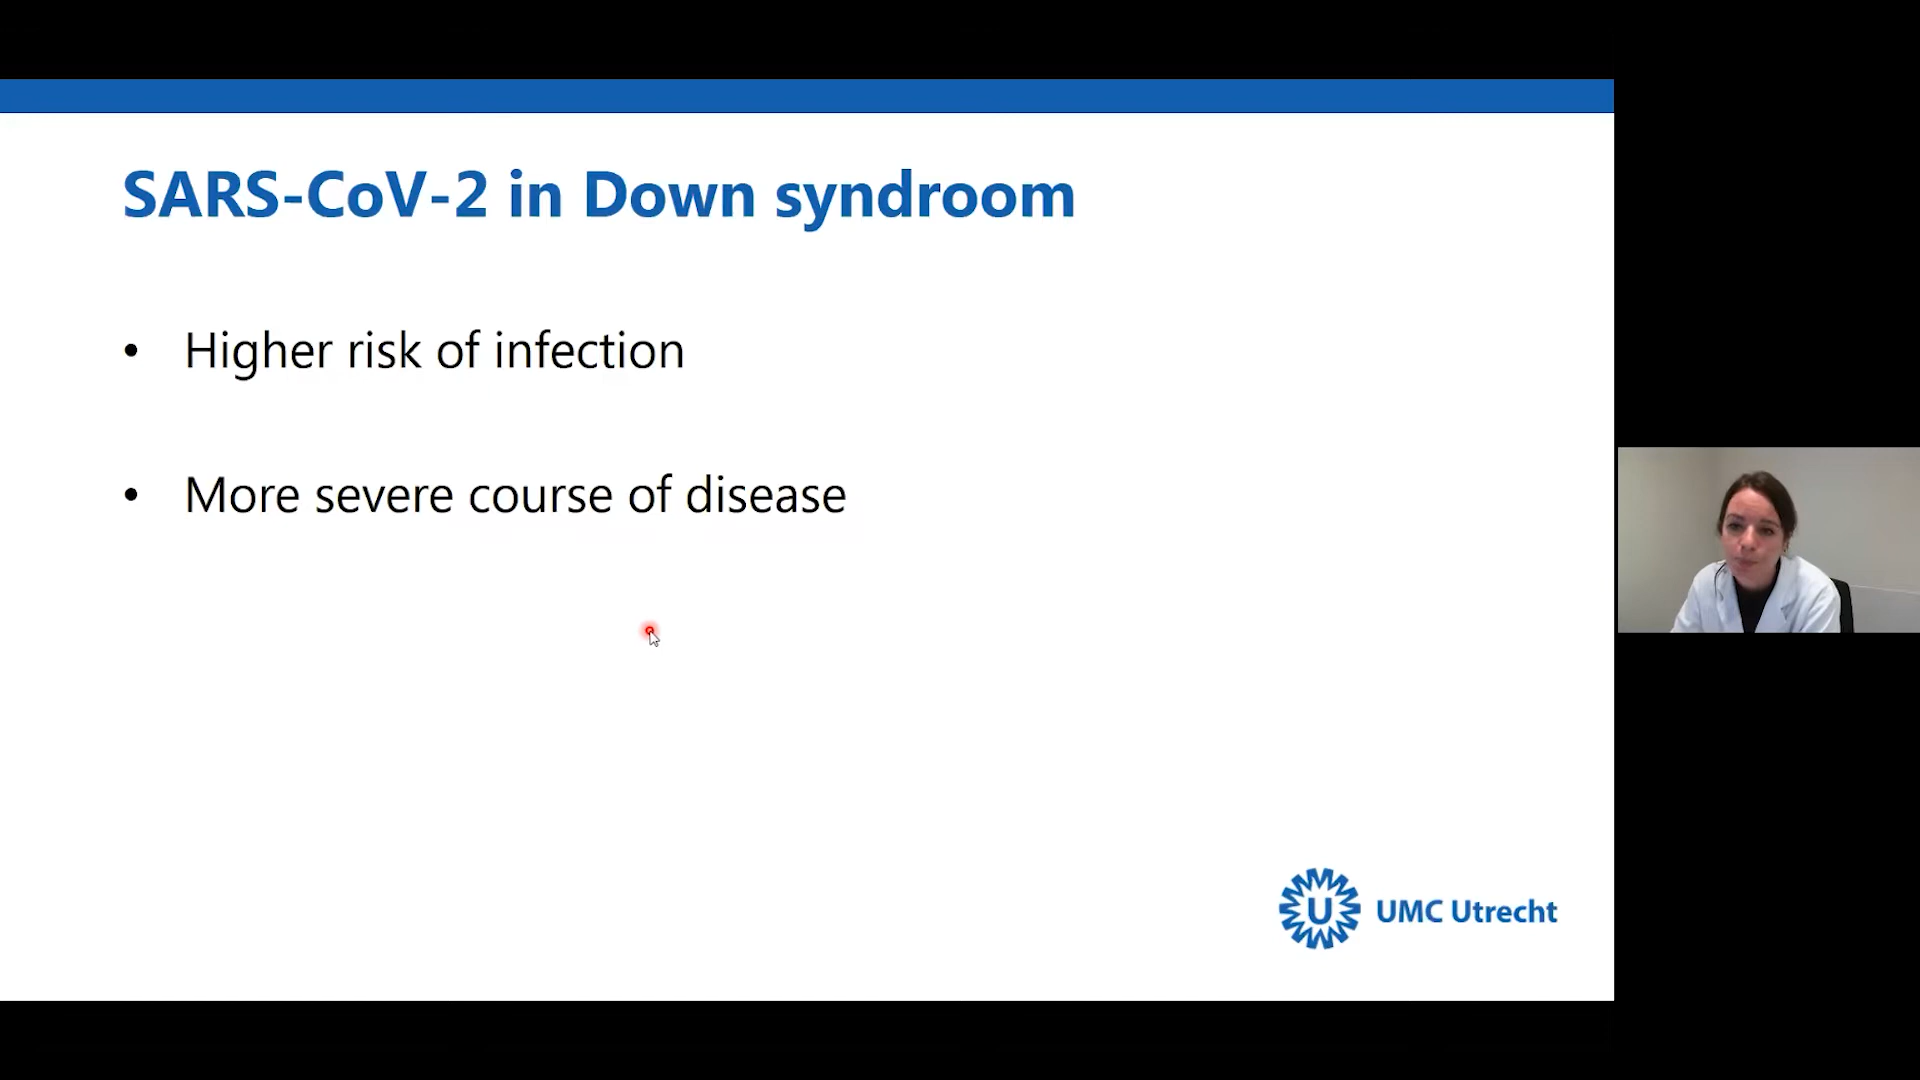 SARS-CoV-2 in Down syndroom
• Higher risk of infection
• More severe course of disease
U UMC Utrecht